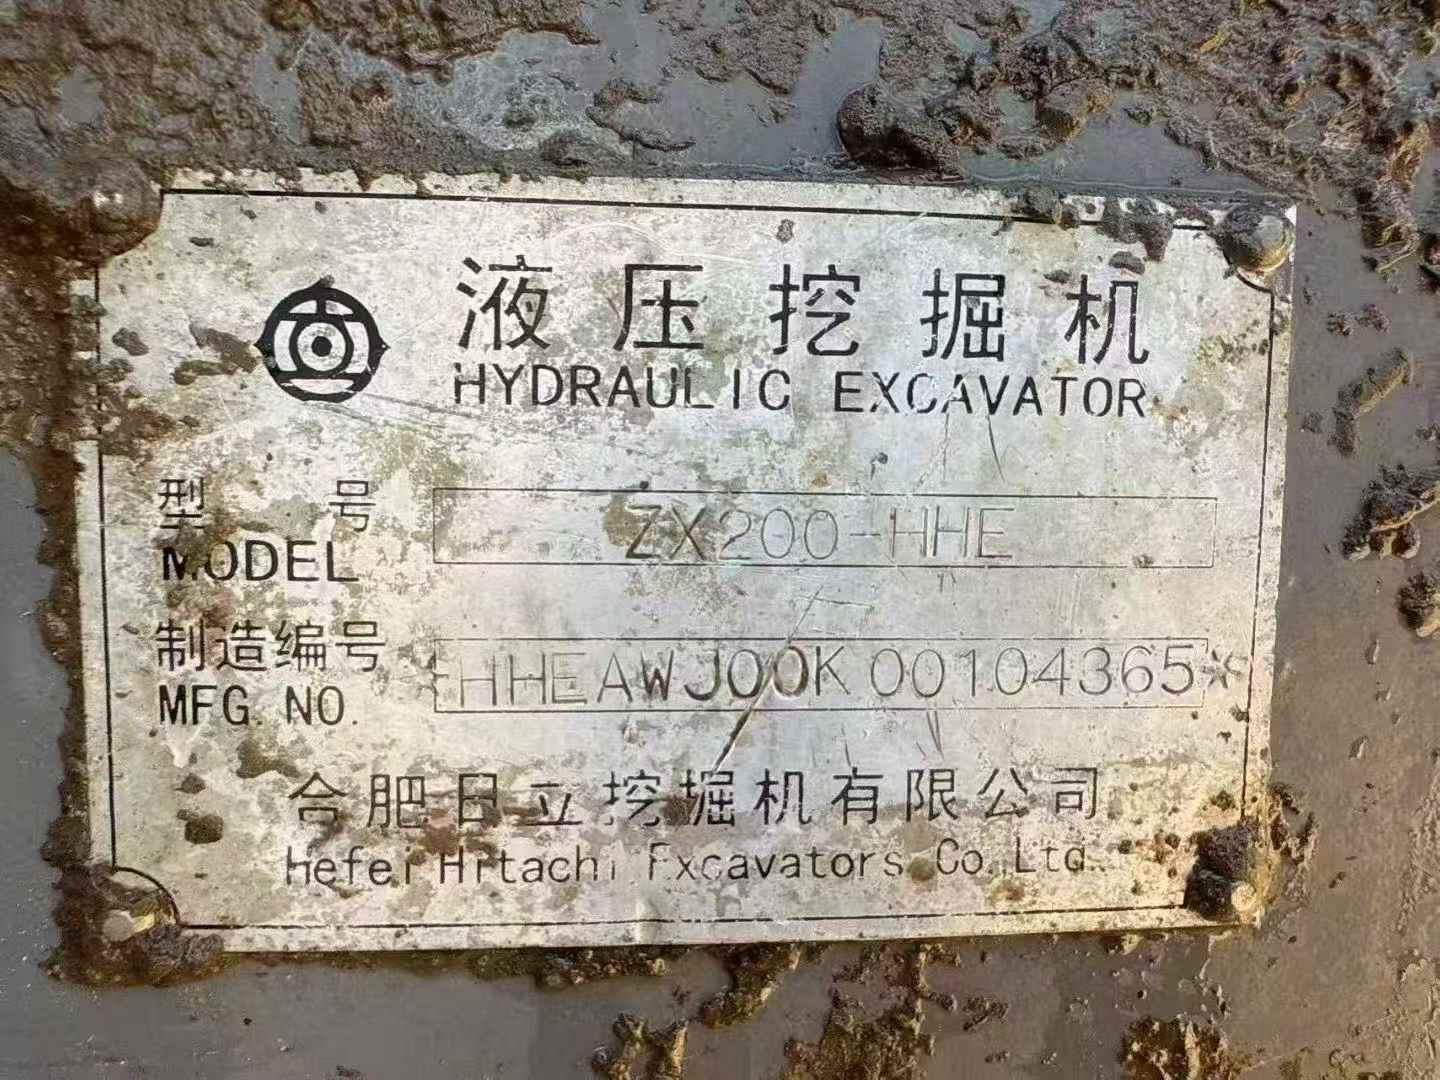 液压挖掘机
HYDRAULIC EXCAVATOR
型号 ZX200-HHE
MODEL
制造编号 *HHEAWJ00K00104365*
MFG. NO.
合肥日立挖掘机有限公司
Hefei Hitachi Excavators Co.,Ltd.